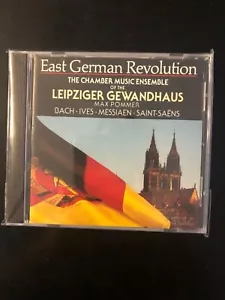 East German Revolution
THE CHAMBER MUSIC ENSEMBLE
OF THE
LEIPZIGER GEWANDHAUS
MAX POMMER
BACH · IVES · MESSIAEN · SAINT-SAËNS